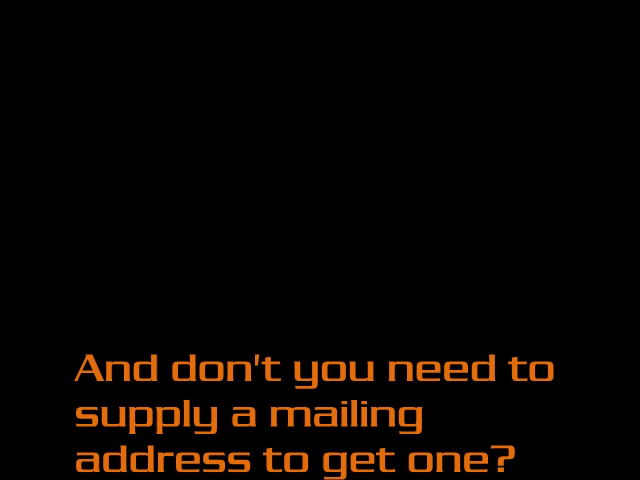 And don't you need to
supply a mailing
address to get one?